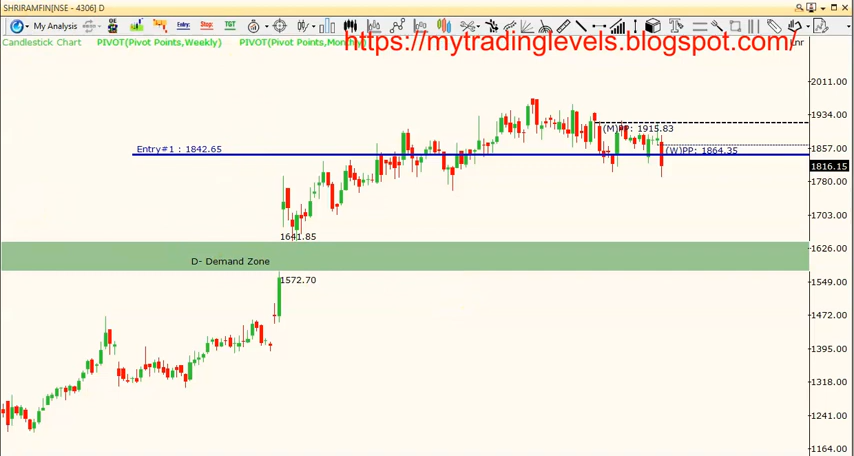 SHRIRAMFIN[NSE - 4306] D
My Analysis
Entry:
Stop:
TGT
Candlestick Chart
PIVOT(Pivot Points,Weekly)
PIVOT(Pivot Points,Monthly)
https://mytradinglevels.blogspot.com/
2011.00
1934.00
(M)PP: 1915.83
Entry#1 : 1842.65
(W)PP: 1864.35
1857.00
1816.15
1780.00
1703.00
1641.85
1626.00
D- Demand Zone
1572.70
1549.00
1472.00
1395.00
1318.00
1241.00
1164.00